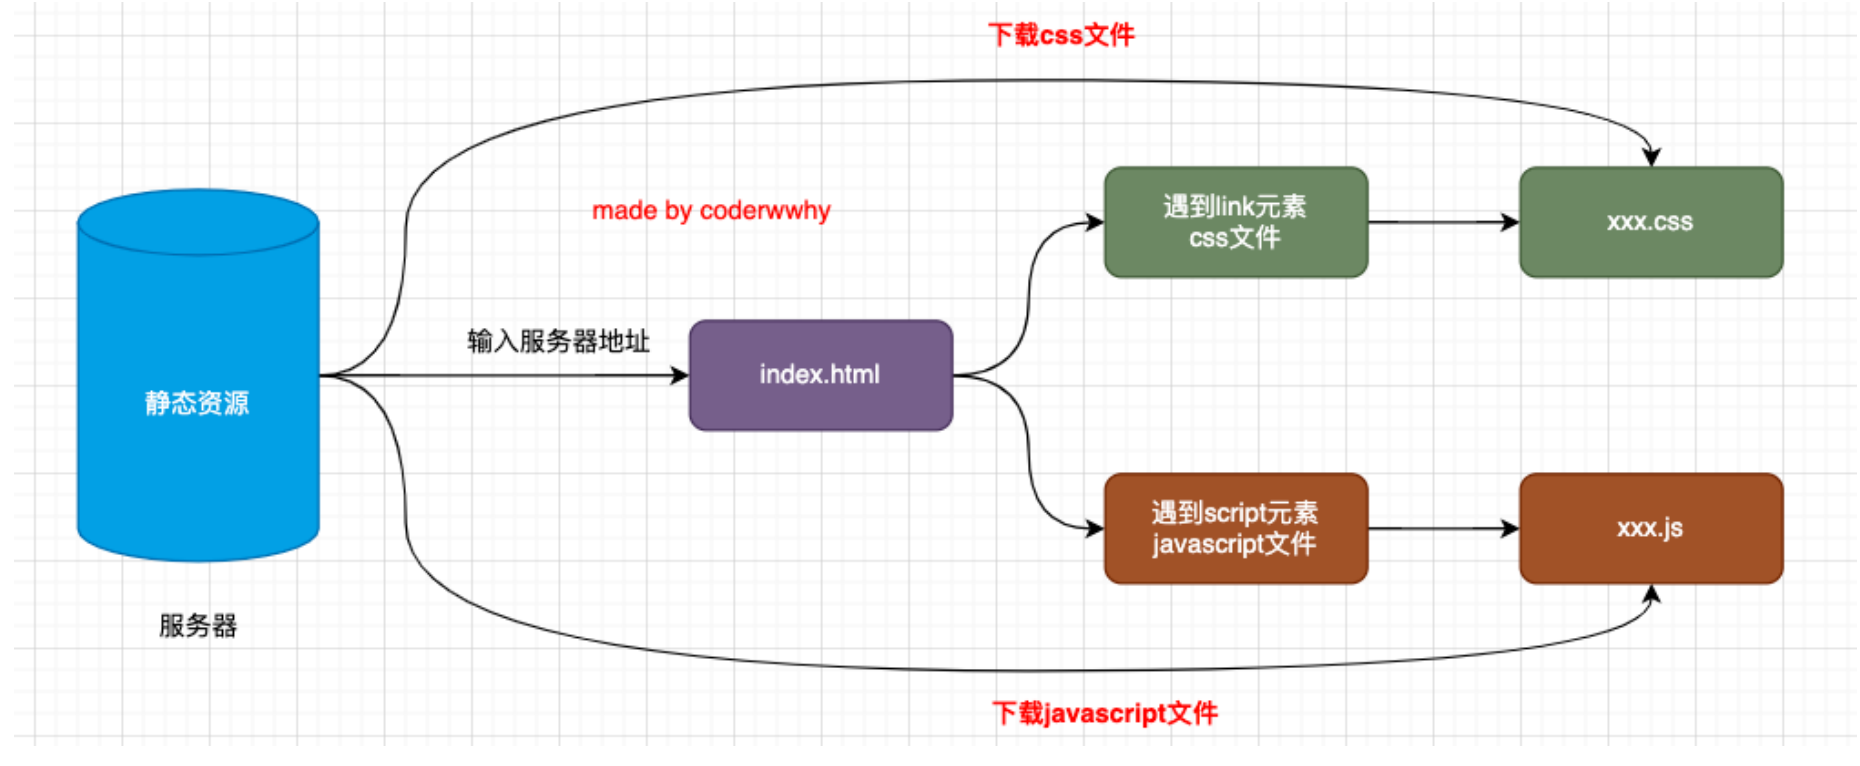 下载css文件
made by coderwwhy
遇到link元素
css文件
xxx.css
输入服务器地址
index.html
静态资源
遇到script元素
javascript文件
xxx.js
服务器
下载javascript文件